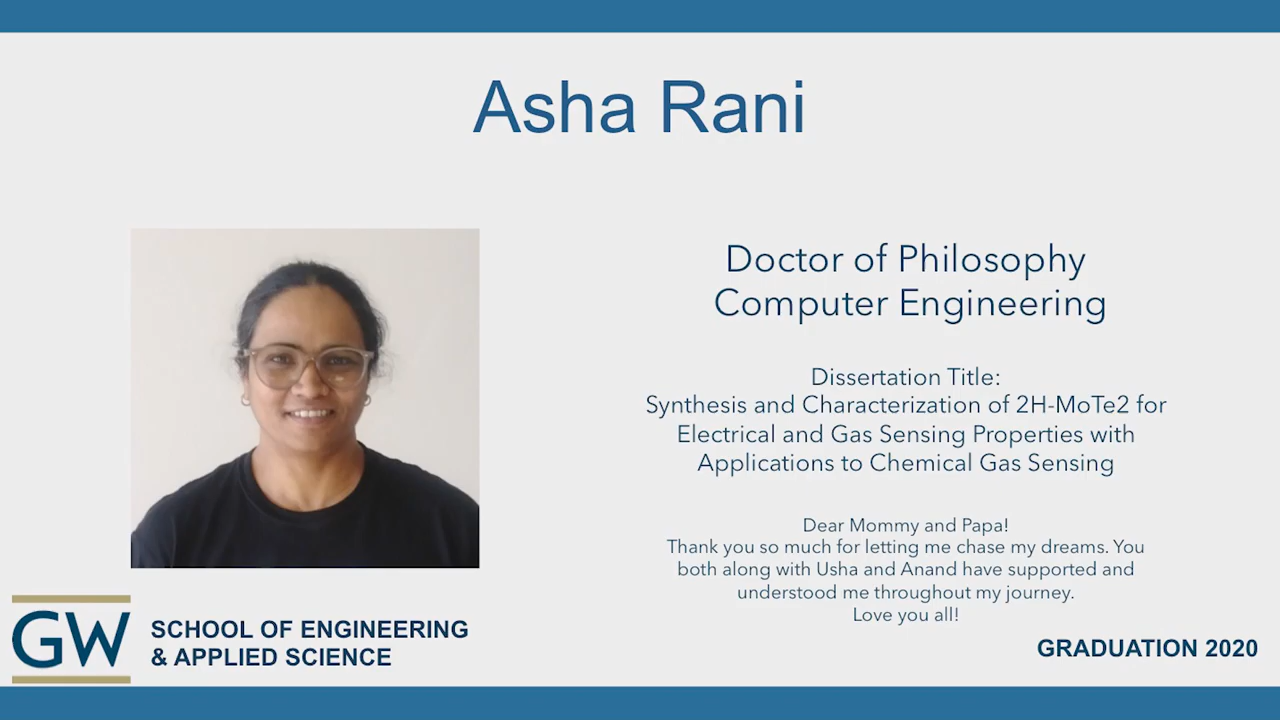 Asha Rani
Doctor of Philosophy
Computer Engineering
Dissertation Title:
Synthesis and Characterization of 2H-MoTe2 for
Electrical and Gas Sensing Properties with
Applications to Chemical Gas Sensing
Dear Mommy and Papa!
Thank you so much for letting me chase my dreams. You
both along with Usha and Anand have supported and
understood me throughout my journey.
Love you all!
GW
SCHOOL OF ENGINEERING
& APPLIED SCIENCE
GRADUATION 2020